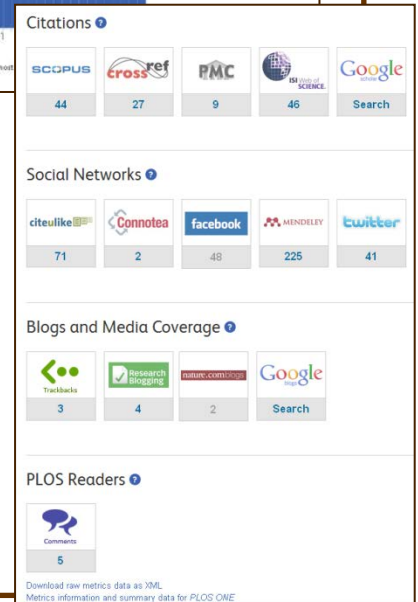 Citations
SCOPUS
crossref
PMC
ISI Web of SCIENCE.
Google scholar
44
27
9
46
Search
Social Networks
citeulike
Connotea
facebook
MENDELEY
twitter
71
2
48
225
41
Blogs and Media Coverage
Trackbacks
Research Blogging
nature.com blogs
Google blogs
3
4
2
Search
PLOS Readers
Comments
5
Download raw metrics data as XML
Metrics information and summary data for PLOS ONE